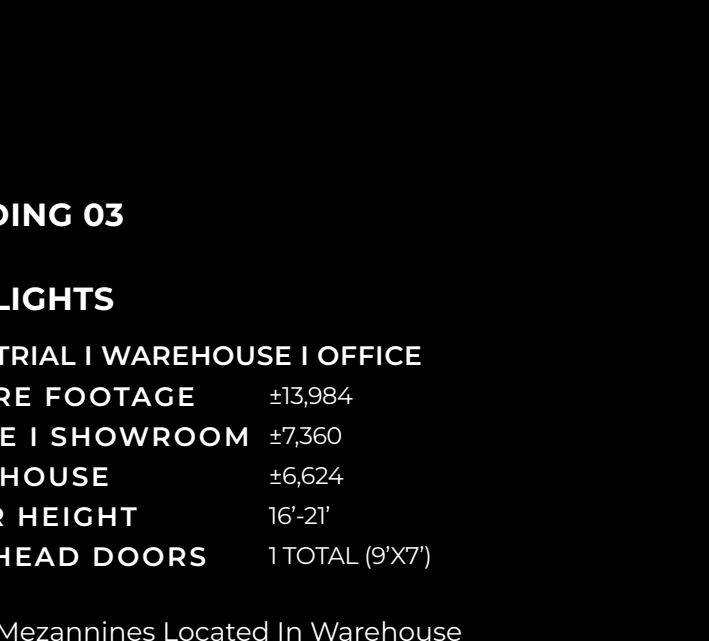 DING 03
LIGHTS
TRIAL I WAREHOUSE I OFFICE
RE FOOTAGE ±13,984
E I SHOWROOM ±7,360
HOUSE ±6,624
R HEIGHT 16’-21’
HEAD DOORS 1 TOTAL (9’X7’)
Mezannines Located In Warehouse